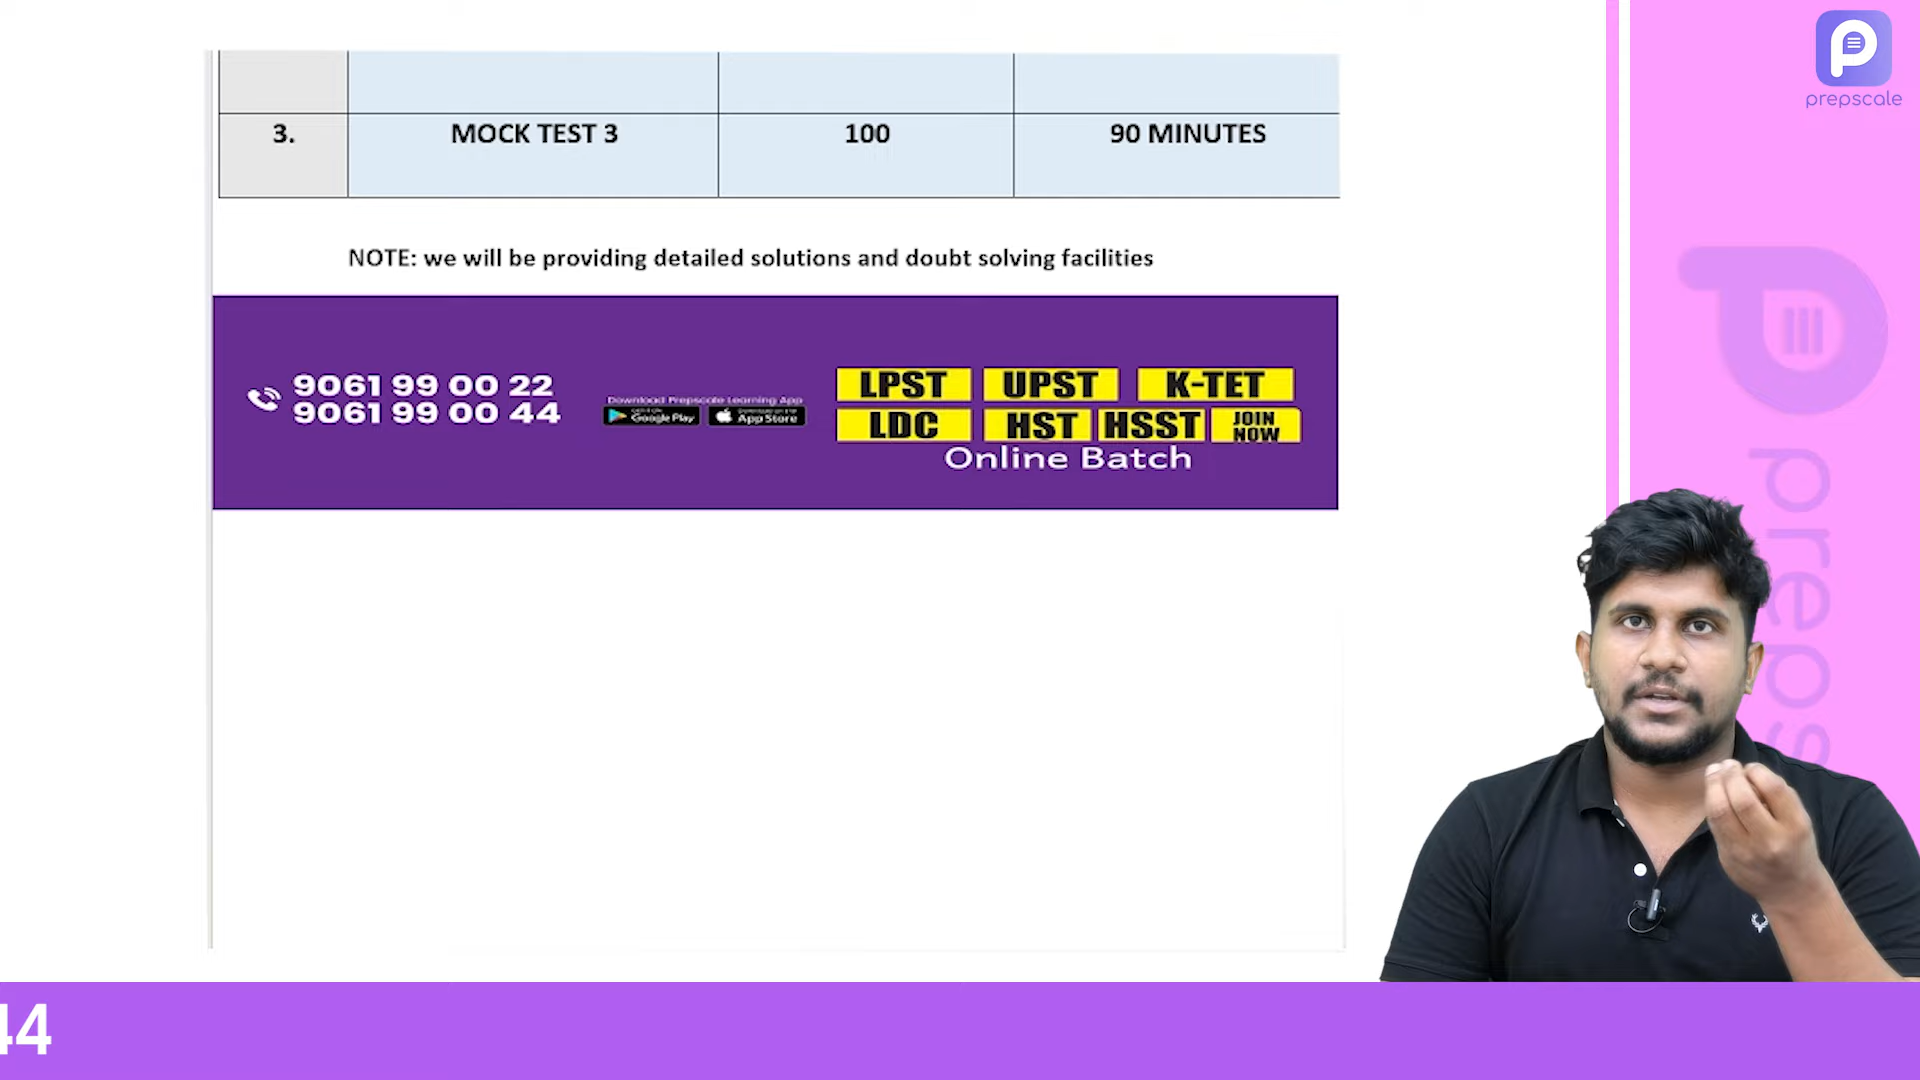 prepscale
3. MOCK TEST 3 100 90 MINUTES
NOTE: we will be providing detailed solutions and doubt solving facilities
9061 99 00 22
9061 99 00 44
Download Prepscale Learning App
Google Play App Store
LPST UPST K-TET
LDC HST HSST JOIN NOW
Online Batch
preps
44